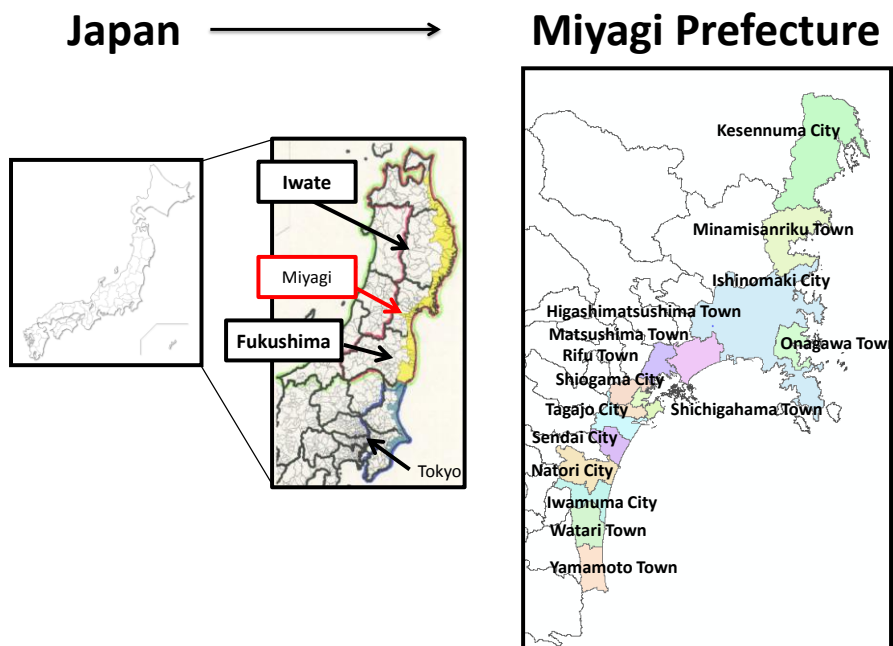 Japan
Miyagi Prefecture
Iwate
Miyagi
Fukushima
Tokyo
Kesennuma City
Minamisanriku Town
Ishinomaki City
Higashimatsushima Town
Matsushima Town
Onagawa Town
Rifu Town
Shiogama City
Tagajo City
Shichigahama Town
Sendai City
Natori City
Iwamuma City
Watari Town
Yamamoto Town